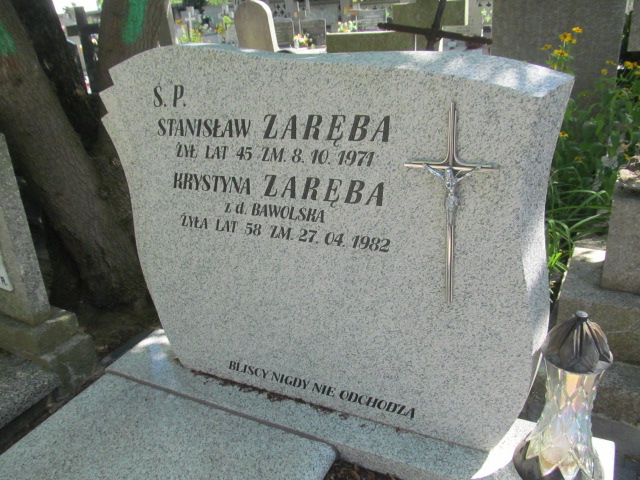 Ś. P.
STANISŁAW ZARĘBA
ŻYŁ LAT 45 ZM. 8. 10. 1971
KRYSTYNA ZARĘBA
z d. BAWOLSKA
ŻYŁA LAT 58 ZM. 27. 04. 1982
BLISCY NIGDY NIE ODCHODZĄ